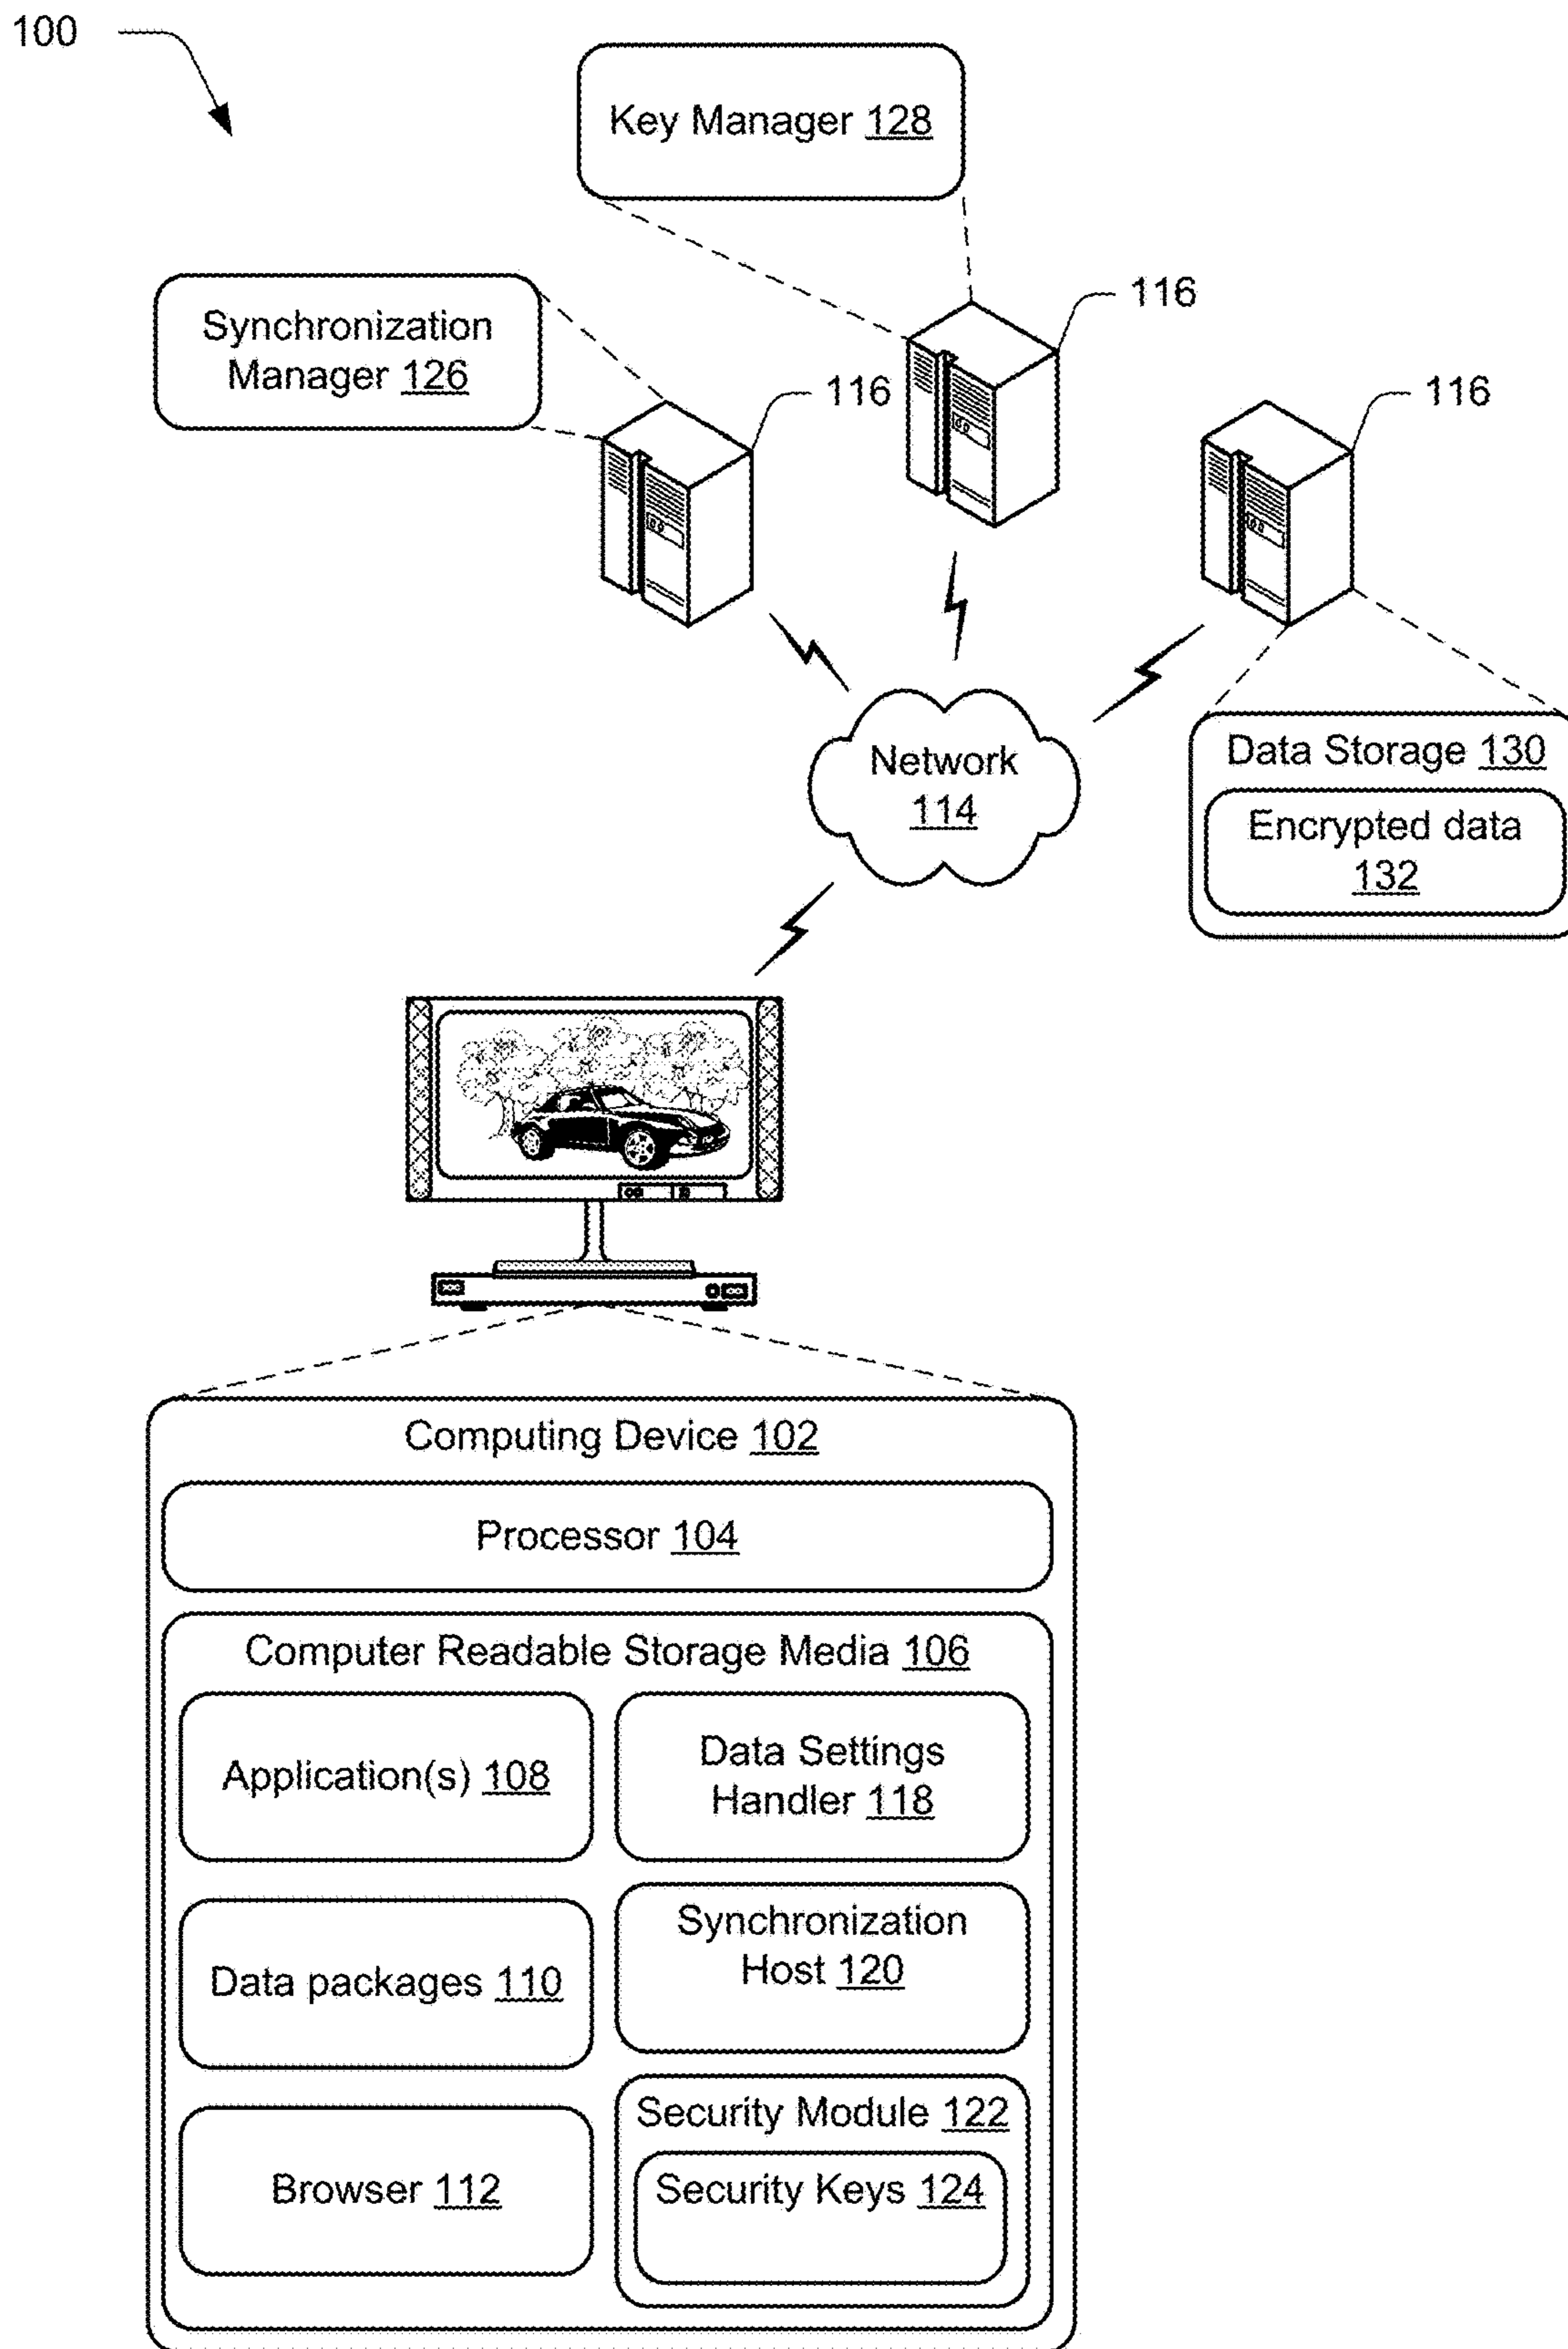 100
Key Manager 128
116
Synchronization
Manager 126
116
116
Network
114
Data Storage 130
Encrypted data
132
Computing Device 102
Processor 104
Computer Readable Storage Media 106
Application(s) 108
Data Settings
Handler 118
Data packages 110
Synchronization
Host 120
Browser 112
Security Module 122
Security Keys 124